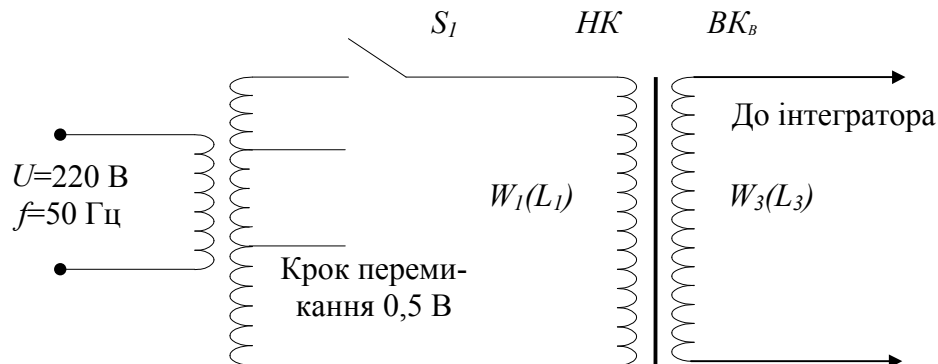 S₁ НК ВКв
До інтегратора
U=220 В
f=50 Гц
W₁(L₁) W₃(L₃)
Крок переми-
кання 0,5 В